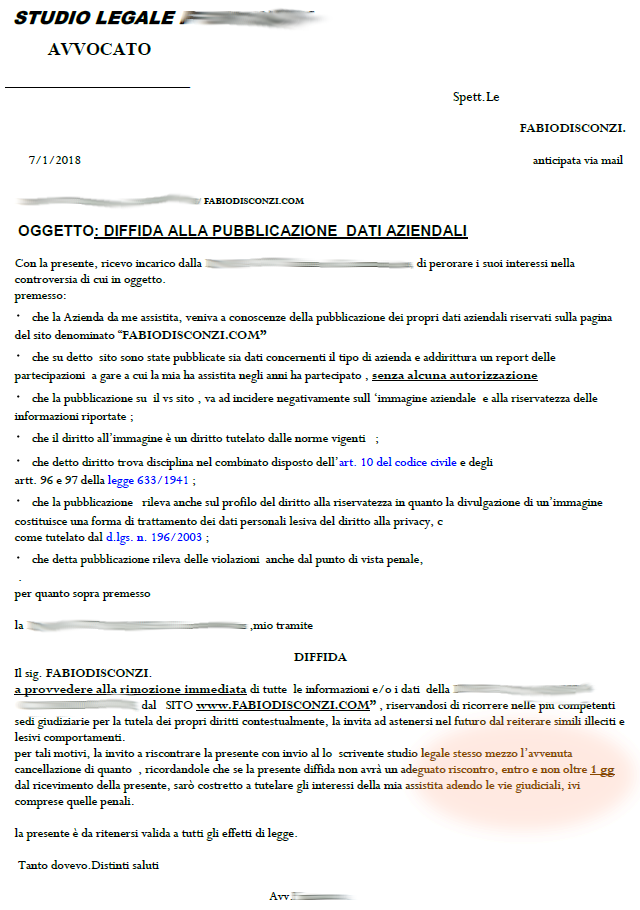 STUDIO LEGALE
AVVOCATO
Spett.Le
FABIODISCONZI.
7/1/2018 anticipata via mail
/ FABIODISCONZI.COM
OGGETTO: DIFFIDA ALLA PUBBLICAZIONE DATI AZIENDALI
Con la presente, ricevo incarico dalla di perorare i suoi interessi nella
controversia di cui in oggetto.
premesso:
· che la Azienda da me assistita, veniva a conoscenze della pubblicazione dei propri dati aziendali riservati sulla pagina
del sito denominato “FABIODISCONZI.COM”
· che su detto sito sono state pubblicate sia dati concernenti il tipo di azienda e addirittura un report delle
partecipazioni a gare a cui la mia ha assistita negli anni ha partecipato , senza alcuna autorizzazione
· che la pubblicazione su il vs sito , va ad incidere negativamente sull ‘immagine aziendale e alla riservatezza delle
informazioni riportate ;
· che il diritto all’immagine è un diritto tutelato dalle norme vigenti ;
· che detto diritto trova disciplina nel combinato disposto dell’art. 10 del codice civile e degli
artt. 96 e 97 della legge 633/1941 ;
· che la pubblicazione rileva anche sul profilo del diritto alla riservatezza in quanto la divulgazione di un’immagine
costituisce una forma di trattamento dei dati personali lesiva del diritto alla privacy, c
come tutelato dal d.lgs. n. 196/2003 ;
· che detta pubblicazione rileva delle violazioni anche dal punto di vista penale,
.
per quanto sopra premesso
la ,mio tramite
DIFFIDA
Il sig. FABIODISCONZI.
a provvedere alla rimozione immediata di tutte le informazioni e/o i dati della
dal SITO www.FABIODISCONZI.COM” , riservandosi di ricorrere nelle più competenti
sedi giudiziarie per la tutela dei propri diritti contestualmente, la invita ad astenersi nel futuro dal reiterare simili illeciti e
lesivi comportamenti.
per tali motivi, la invito a riscontrare la presente con invio al lo scrivente studio legale stesso mezzo l’avvenuta
cancellazione di quanto , ricordandole che se la presente diffida non avrà un adeguato riscontro, entro e non oltre 1 gg
dal ricevimento della presente, sarò costretto a tutelare gli interessi della mia assistita adendo le vie giudiciali, ivi
comprese quelle penali.
la presente è da ritenersi valida a tutti gli effetti di legge.
Tanto dovevo.Distinti saluti
Avv.